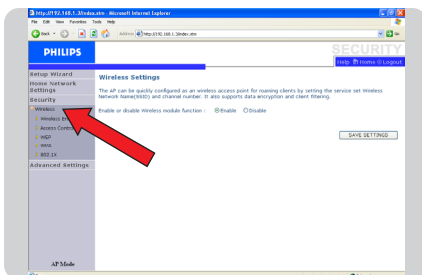 http://192.168.1.3/index.stm - Microsoft Internet Explorer
File Edit View Favorites Tools Help
Back
Address http://192.168.1.3/index.stm
Go
PHILIPS
SECURITY
Help Home Logout
Setup Wizard
Home Network Settings
Security
Wireless
Wireless En
Access Control
WEP
WPA
802.1X
Advanced Settings
AP Mode
Wireless Settings
The AP can be quickly configured as an wireless access point for roaming clients by setting the service set Wireless
Network Name(SSID) and channel number. It also supports data encryption and client filtering.
Enable or disable Wireless module function : Enable Disable
SAVE SETTINGS